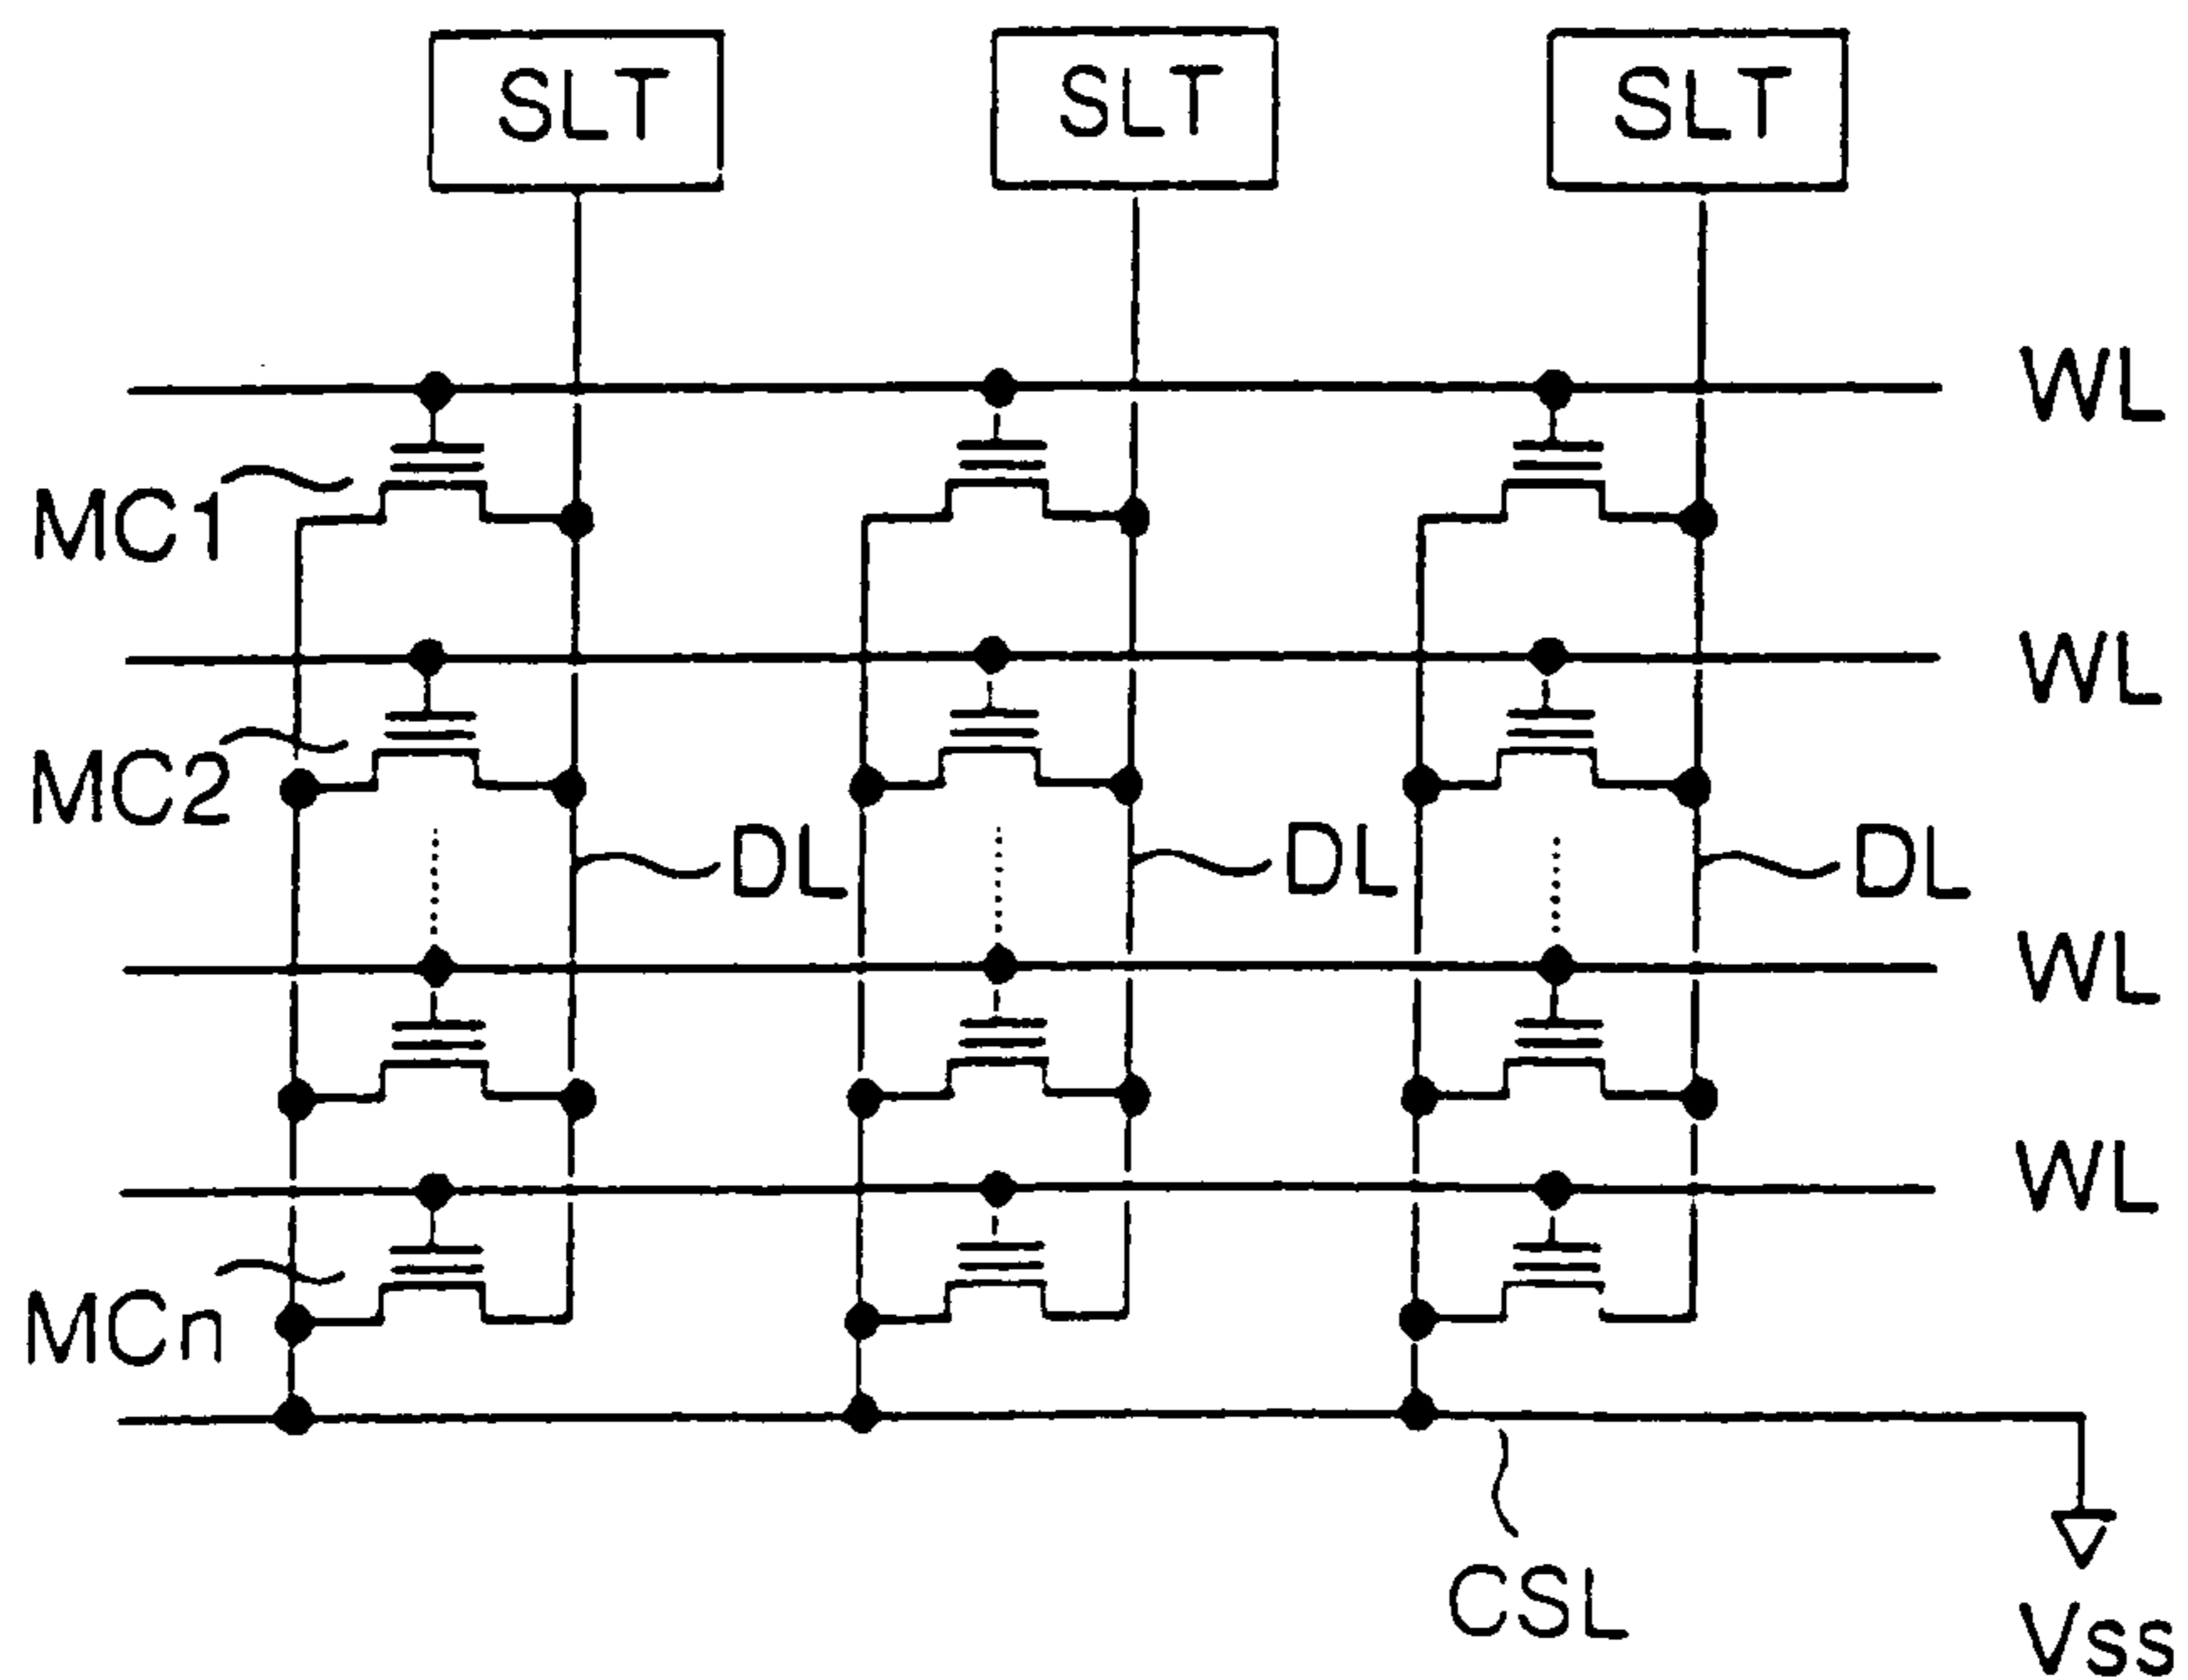 SLT SLT SLT
WL
MC1
WL
MC2
DL DL DL
WL
WL
MCn
CSL
Vss